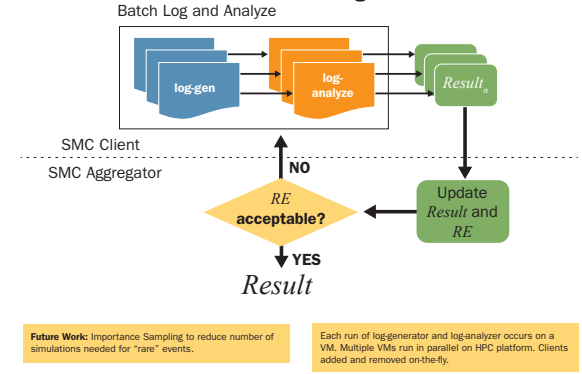 Batch Log and Analyze
log-gen
log-
analyze
Resultₙ
SMC Client
SMC Aggregator
NO
RE
acceptable?
Update
Result and
RE
YES
Result
Future Work: Importance Sampling to reduce number of
simulations needed for “rare” events.
Each run of log-generator and log-analyzer occurs on a
VM. Multiple VMs run in parallel on HPC platform. Clients
added and removed on-the-fly.